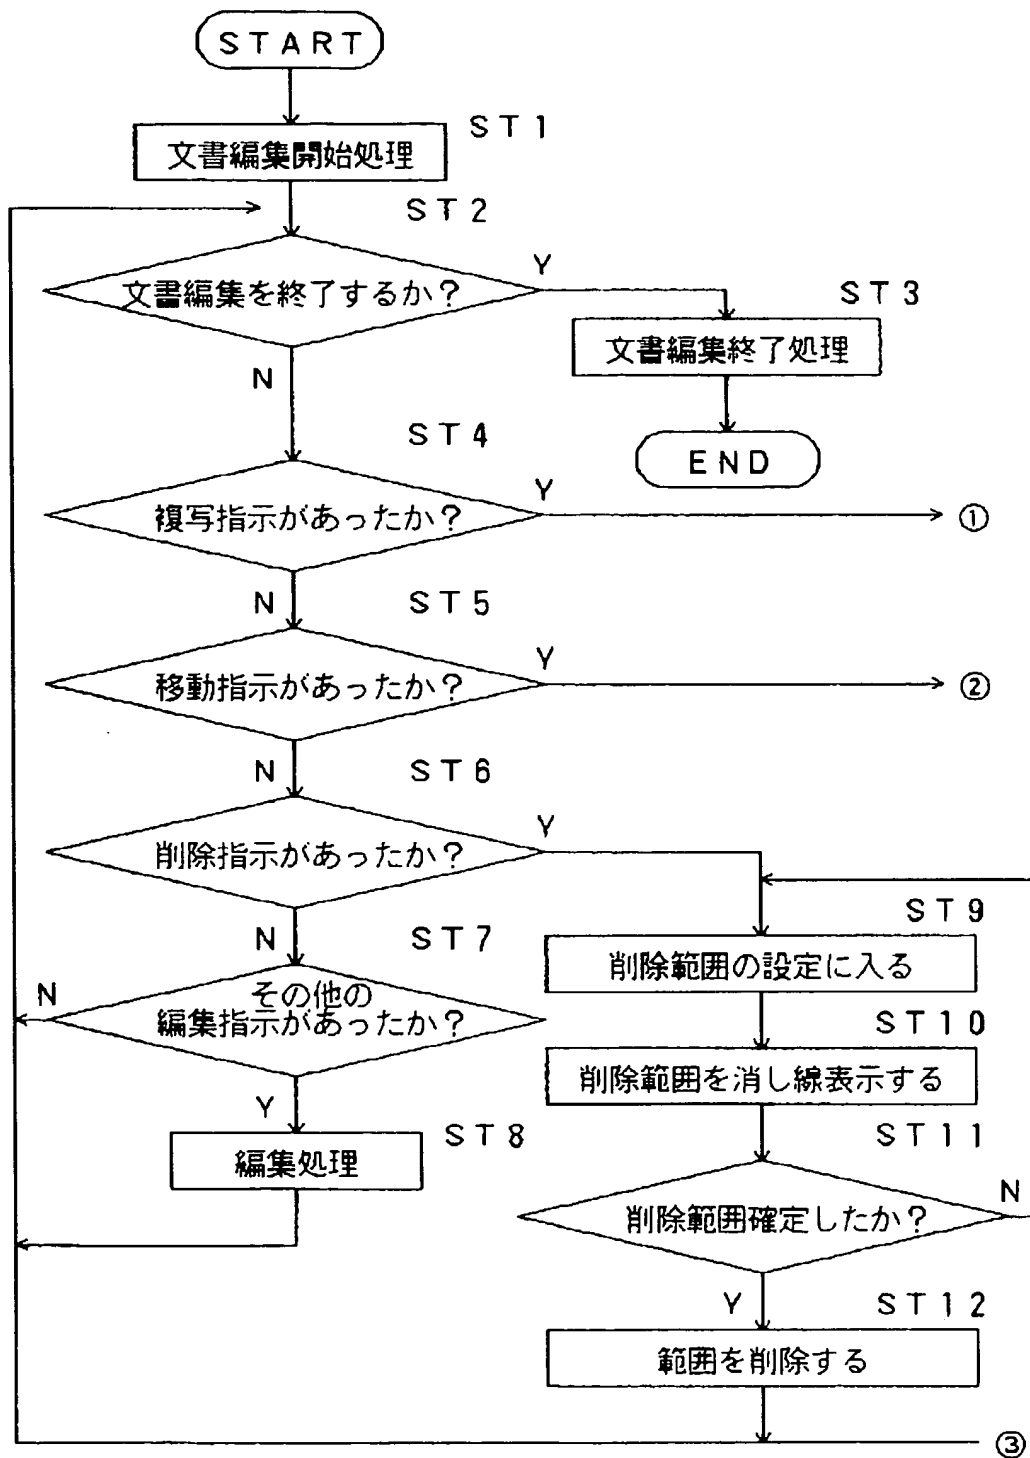 START
ST1
文書編集開始処理
ST2
文書編集を終了するか？
Y
N
ST3
文書編集終了処理
END
ST4
複写指示があったか？
Y
①
N
ST5
移動指示があったか？
Y
②
N
ST6
削除指示があったか？
Y
N
ST7
その他の
編集指示があったか？
N
Y
ST8
編集処理
ST9
削除範囲の設定に入る
ST10
削除範囲を消し線表示する
ST11
削除範囲確定したか？
N
Y
ST12
範囲を削除する
③